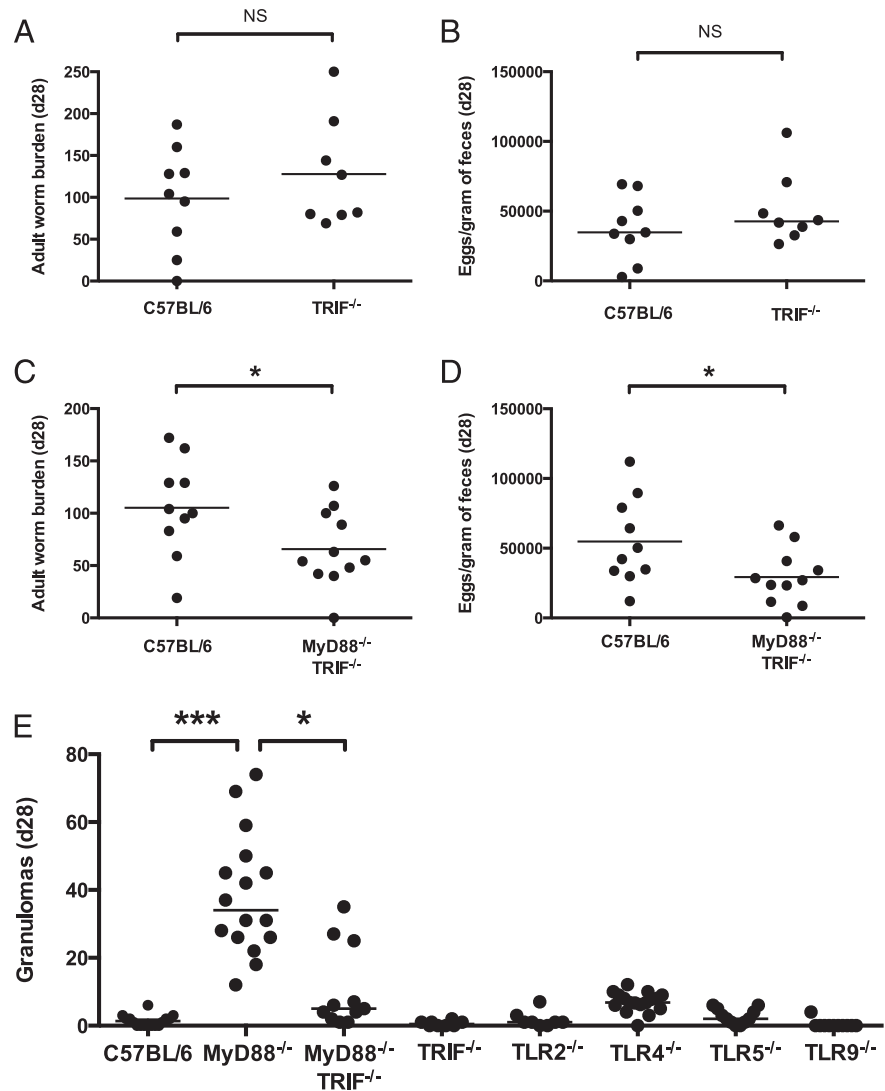 A
NS
Adult worm burden (d28)
250
200
150
100
50
0
C57BL/6
TRIF-/-
B
NS
Eggs/gram of feces (d28)
150000
100000
50000
0
C57BL/6
TRIF-/-
C
*
Adult worm burden (d28)
200
150
100
50
0
C57BL/6
MyD88-/-
TRIF-/-
D
*
Eggs/gram of feces (d28)
150000
100000
50000
0
C57BL/6
MyD88-/-
TRIF-/-
E
*** *
Granulomas (d28)
80
60
40
20
0
C57BL/6 MyD88-/- MyD88-/- TRIF-/- TLR2-/- TLR4-/- TLR5-/- TLR9-/-
TRIF-/-